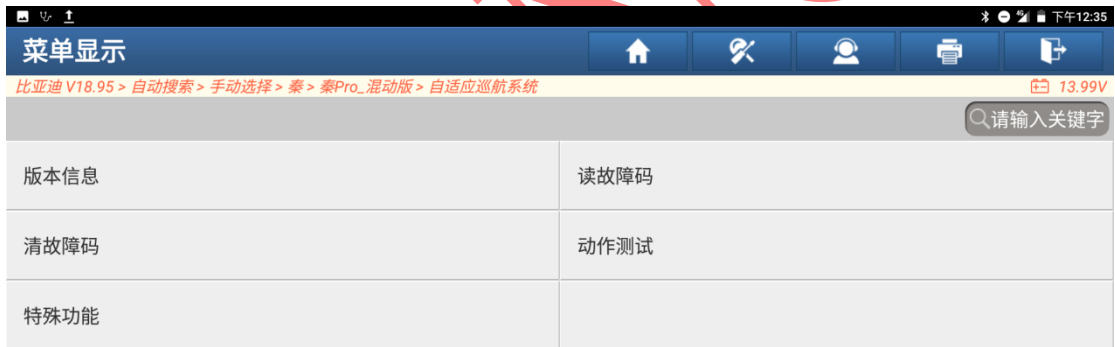 4G 下午12:35
菜单显示
比亚迪 V18.95 > 自动搜索 > 手动选择 > 秦 > 秦Pro_混动版 > 自适应巡航系统 13.99V
请输入关键字
版本信息 读故障码
清故障码 动作测试
特殊功能